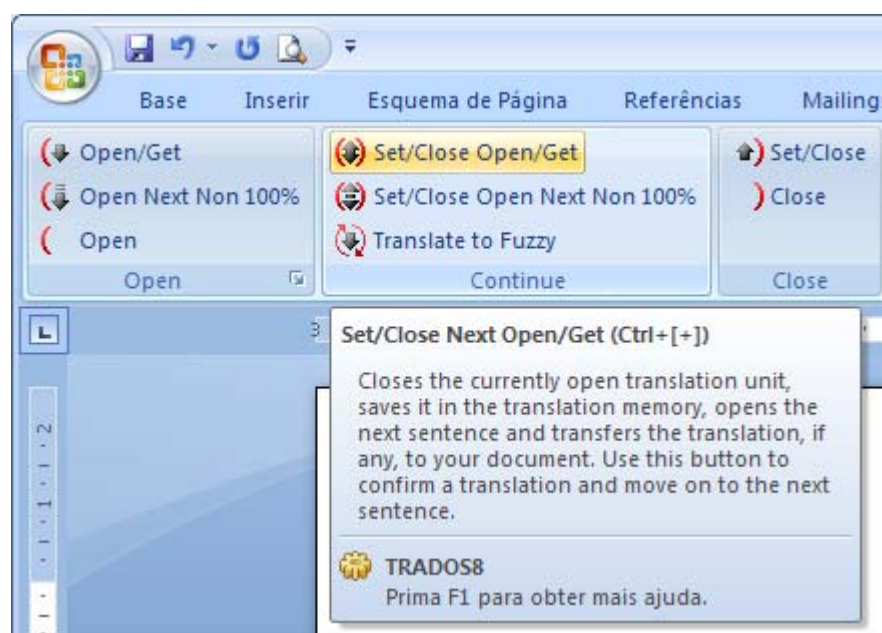 Base Inserir Esquema de Página Referências Mailing
Open/Get Set/Close Open/Get Set/Close
Open Next Non 100% Set/Close Open Next Non 100% Close
Open Translate to Fuzzy
Open Continue Close
L 3
Set/Close Next Open/Get (Ctrl+[+])
Closes the currently open translation unit,
saves it in the translation memory, opens the
next sentence and transfers the translation, if
any, to your document. Use this button to
confirm a translation and move on to the next
sentence.
TRADOS8
Prima F1 para obter mais ajuda.
2
1